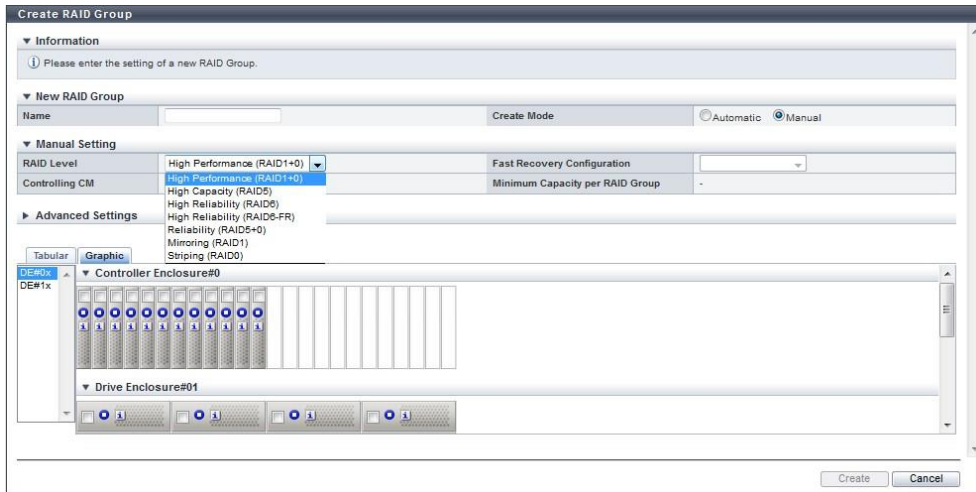 Create RAID Group
Information
Please enter the setting of a new RAID Group.
New RAID Group
Name
Create Mode
Automatic
Manual
Manual Setting
RAID Level
High Performance (RAID1+0)
Fast Recovery Configuration
High Performance (RAID1+0)
High Capacity (RAID5)
High Reliability (RAID6)
High Reliability (RAID6-FR)
Reliability (RAID5+0)
Mirroring (RAID1)
Striping (RAID0)
Controlling CM
Minimum Capacity per RAID Group
-
Advanced Settings
Tabular
Graphic
DE#0x
DE#1x
Controller Enclosure#0
Drive Enclosure#01
Create
Cancel